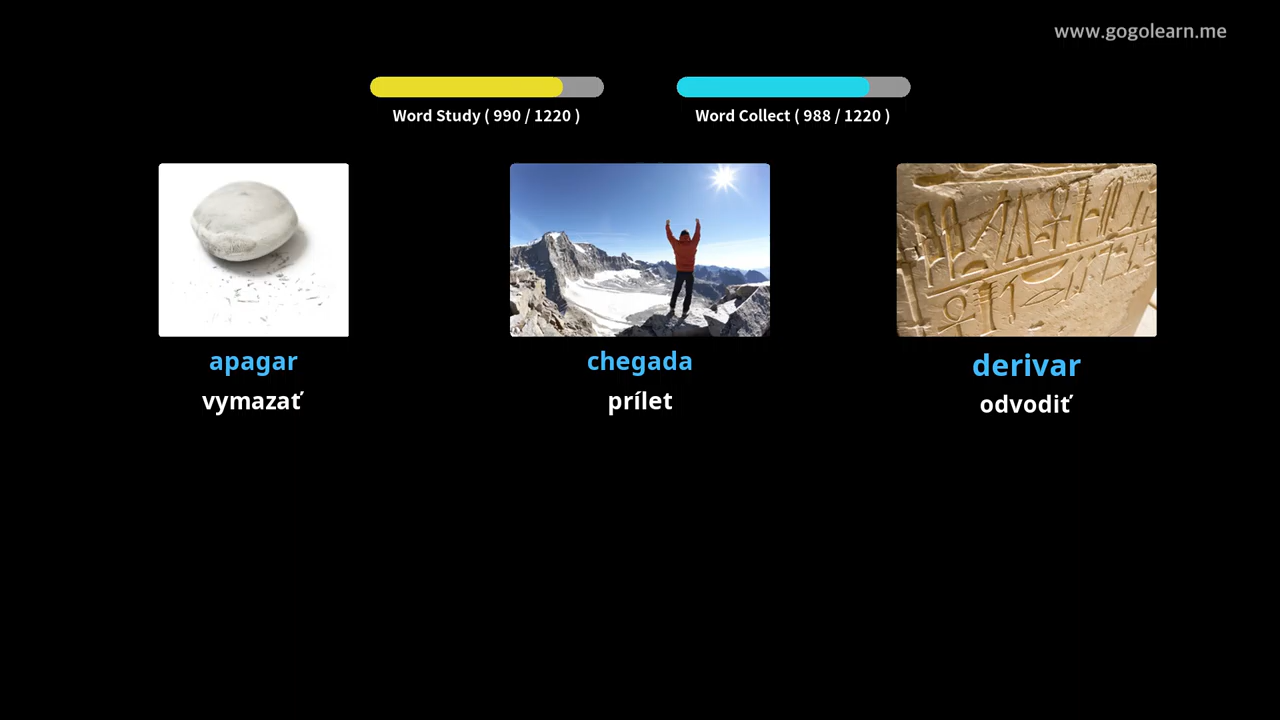 www.gogolearn.me
Word Study ( 990 / 1220 )
Word Collect ( 988 / 1220 )
apagar
vymazať
chegada
prílet
derivar
odvodiť